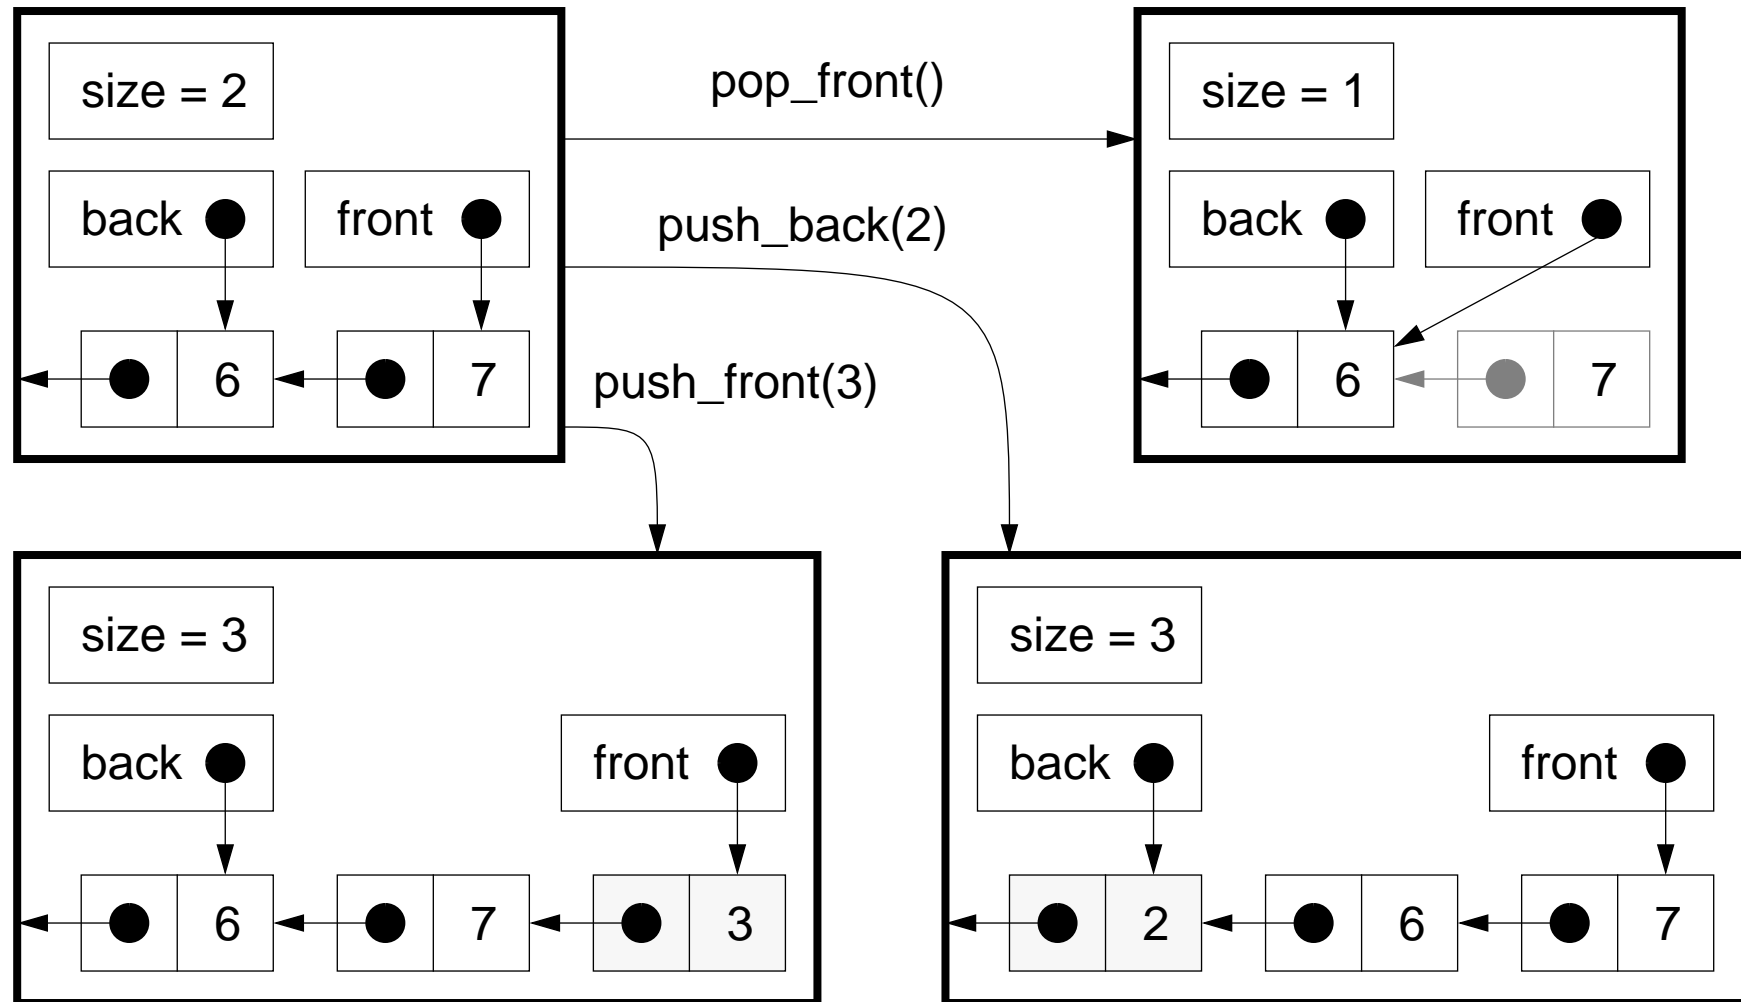 size = 2
back
front
6
7
pop_front()
push_back(2)
push_front(3)
size = 1
back
front
6
7
size = 3
back
front
6
7
3
size = 3
back
front
2
6
7